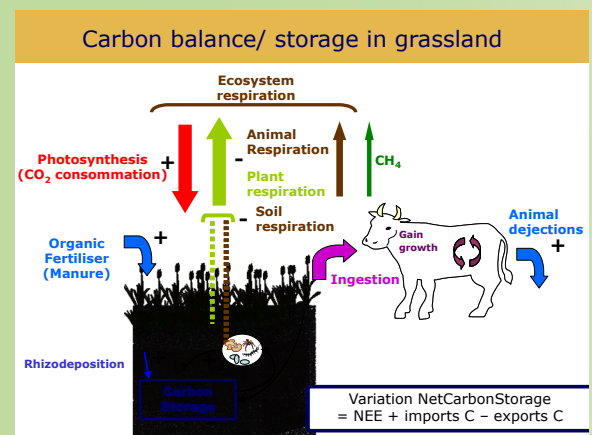 Carbon balance/ storage in grassland
Ecosystem
respiration
Photosynthesis
(CO₂ consommation)
+
-
Animal
Respiration
Plant
respiration
CH₄
-
Soil
respiration
Organic
Fertiliser
(Manure)
+
Ingestion
Gain
growth
Animal
dejections
+
Rhizodeposition
Carbon
Storage
Variation NetCarbonStorage
= NEE + imports C – exports C